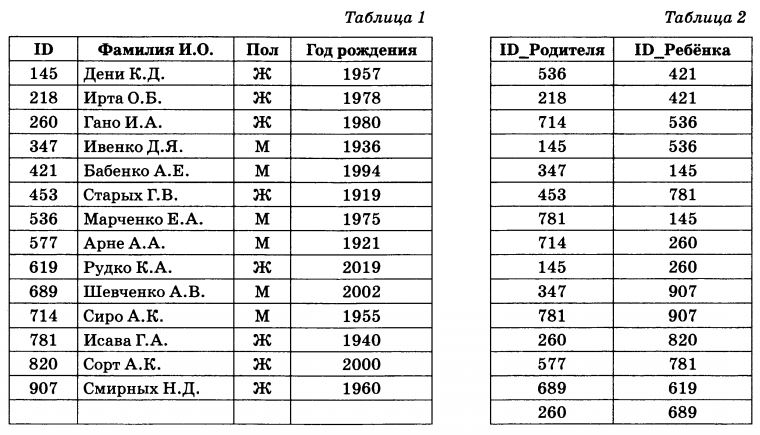 Таблица 1
ID Фамилия И.О. Пол Год рождения
145 Дени К.Д. Ж 1957
218 Ирта О.Б. Ж 1978
260 Гано И.А. Ж 1980
347 Ивенко Д.Я. М 1936
421 Бабенко А.Е. М 1994
453 Старых Г.В. Ж 1919
536 Марченко Е.А. М 1975
577 Арне А.А. М 1921
619 Рудко К.А. Ж 2019
689 Шевченко А.В. М 2002
714 Сиро А.К. М 1955
781 Исава Г.А. Ж 1940
820 Сорт А.К. Ж 2000
907 Смирных Н.Д. Ж 1960
Таблица 2
ID_Родителя ID_Ребёнка
536 421
218 421
714 536
145 536
347 145
453 781
781 145
714 260
145 260
347 907
781 907
260 820
577 781
689 619
260 689